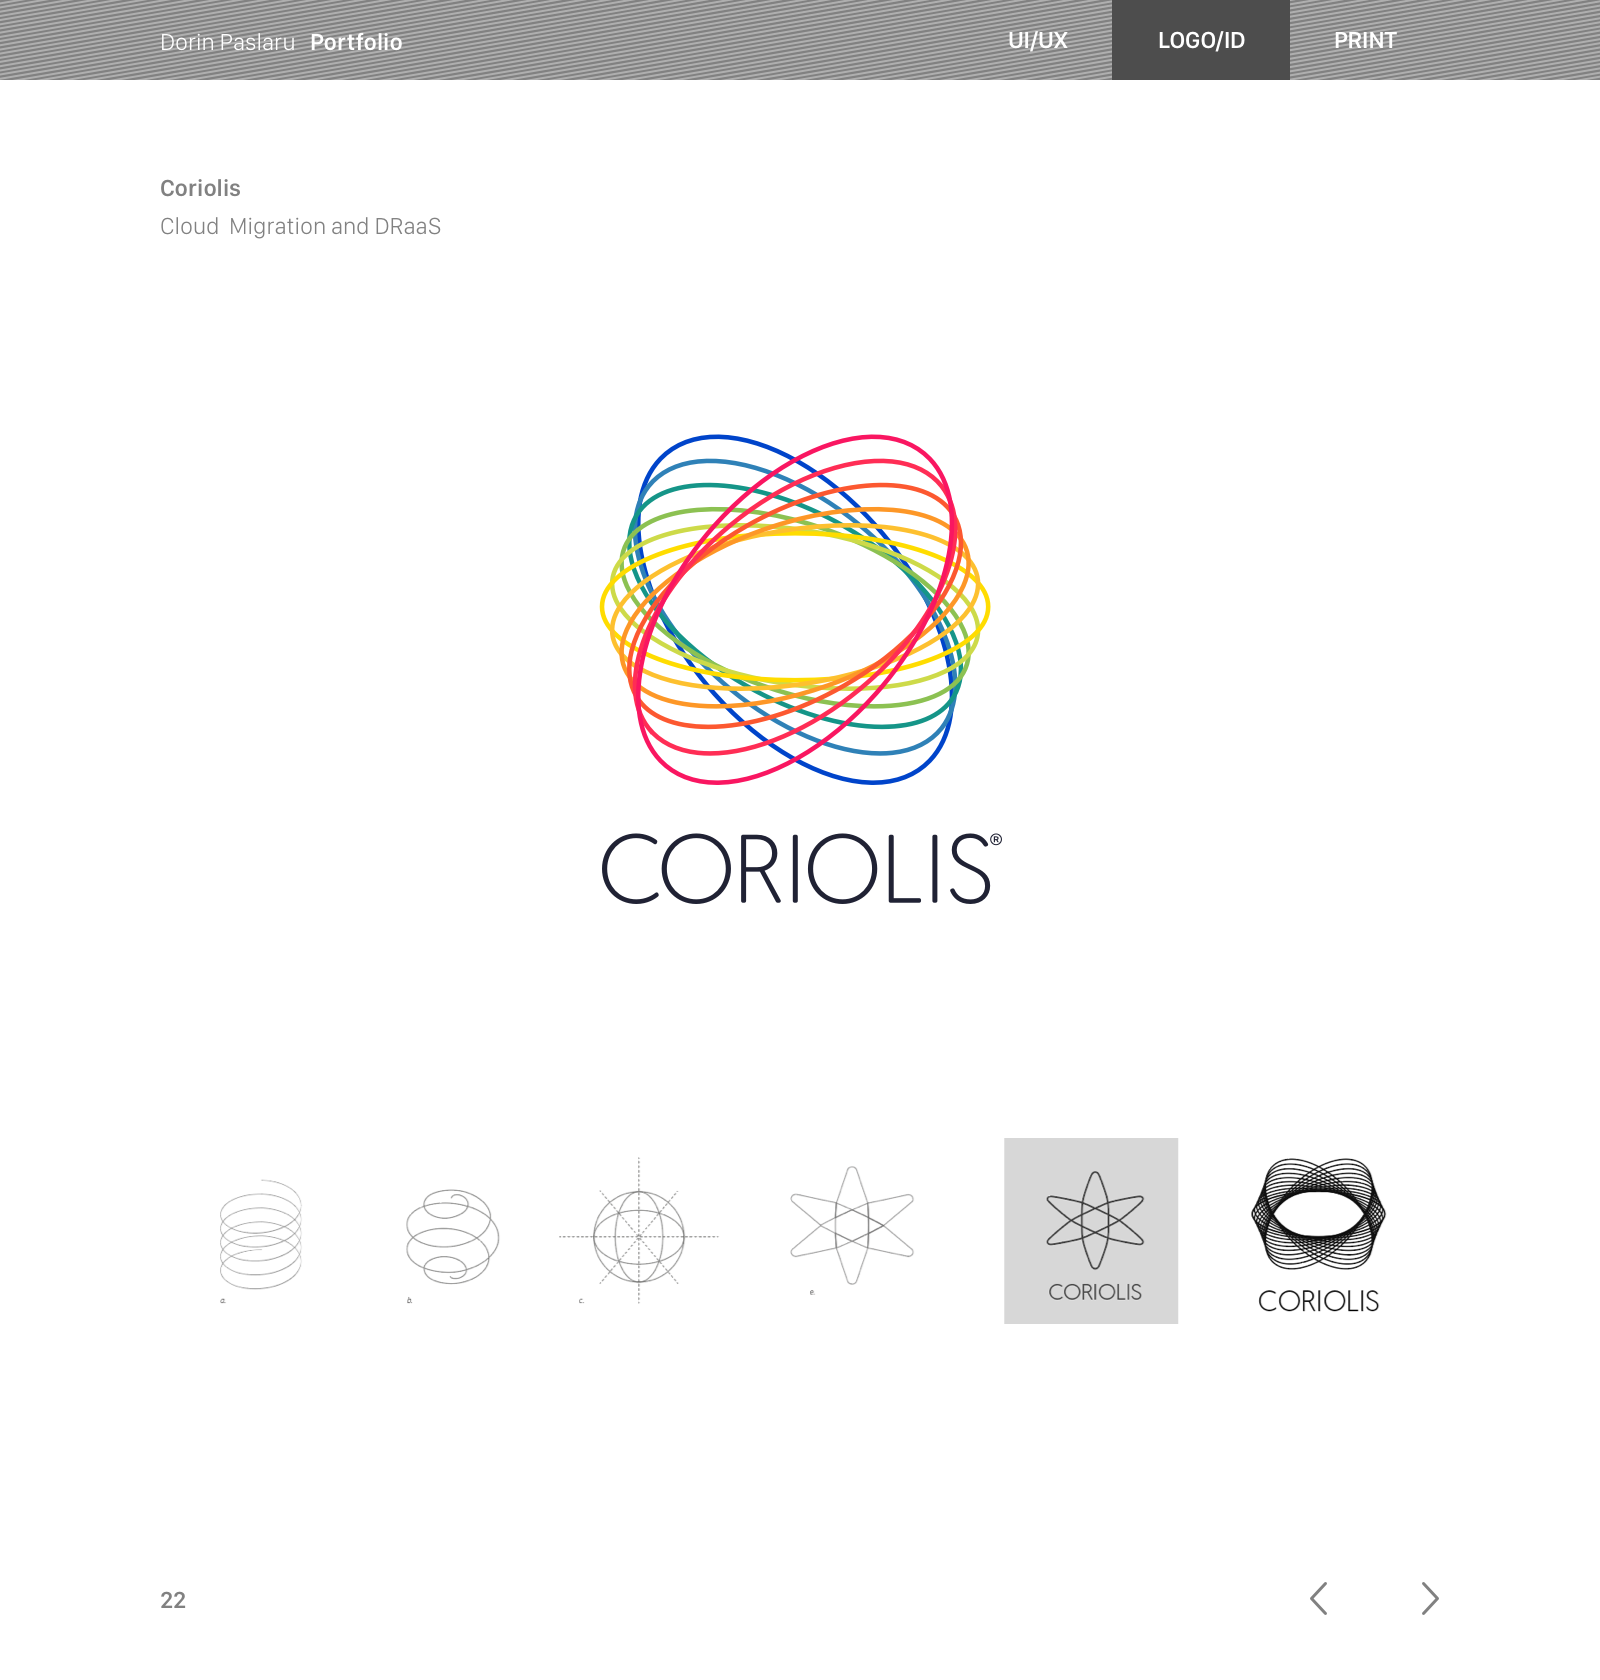 Dorin Paslaru Portfolio
UI/UX
LOGO/ID
PRINT
Coriolis
Cloud Migration and DRaaS
CORIOLIS®
a.
b.
c.
e.
CORIOLIS
CORIOLIS
22